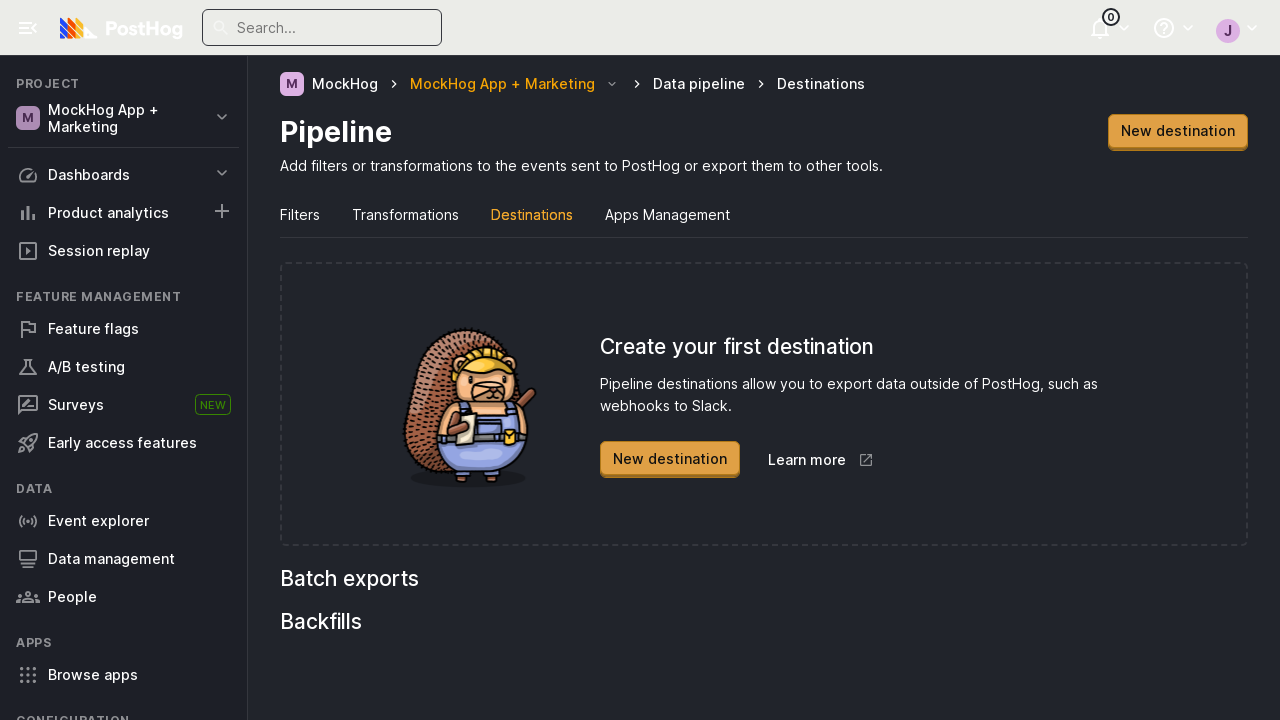 PostHog
Search...
0
J
PROJECT
M
MockHog App +
Marketing
Dashboards
Product analytics
Session replay
FEATURE MANAGEMENT
Feature flags
A/B testing
Surveys
NEW
Early access features
DATA
Event explorer
Data management
People
APPS
Browse apps
CONFIGURATION
M MockHog MockHog App + Marketing Data pipeline Destinations
Pipeline
New destination
Add filters or transformations to the events sent to PostHog or export them to other tools.
Filters Transformations Destinations Apps Management
Create your first destination
Pipeline destinations allow you to export data outside of PostHog, such as
webhooks to Slack.
New destination Learn more
Batch exports
Backfills